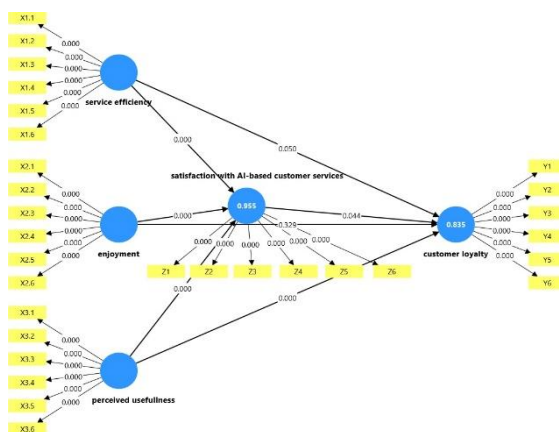 X1.1
X1.2
X1.3
X1.4
X1.5
X1.6
0.000
0.000
0.000
0.000
0.000
0.000
service efficiency
0.000
0.050
satisfaction with AI-based customer services
X2.1
X2.2
X2.3
X2.4
X2.5
X2.6
0.000
0.000
0.000
0.000
0.000
0.000
enjoyment
0.000
0.955
0.044
0.329
0.835
customer loyalty
Y1
Y2
Y3
Y4
Y5
Y6
0.000
0.000
0.000
0.000
0.000
0.000
0.000
0.000
0.000
0.000
0.000
0.000
Z1
Z2
Z3
Z4
Z5
Z6
0.000
0.000
X3.1
X3.2
X3.3
X3.4
X3.5
X3.6
0.000
0.000
0.000
0.000
0.000
0.000
perceived usefullness